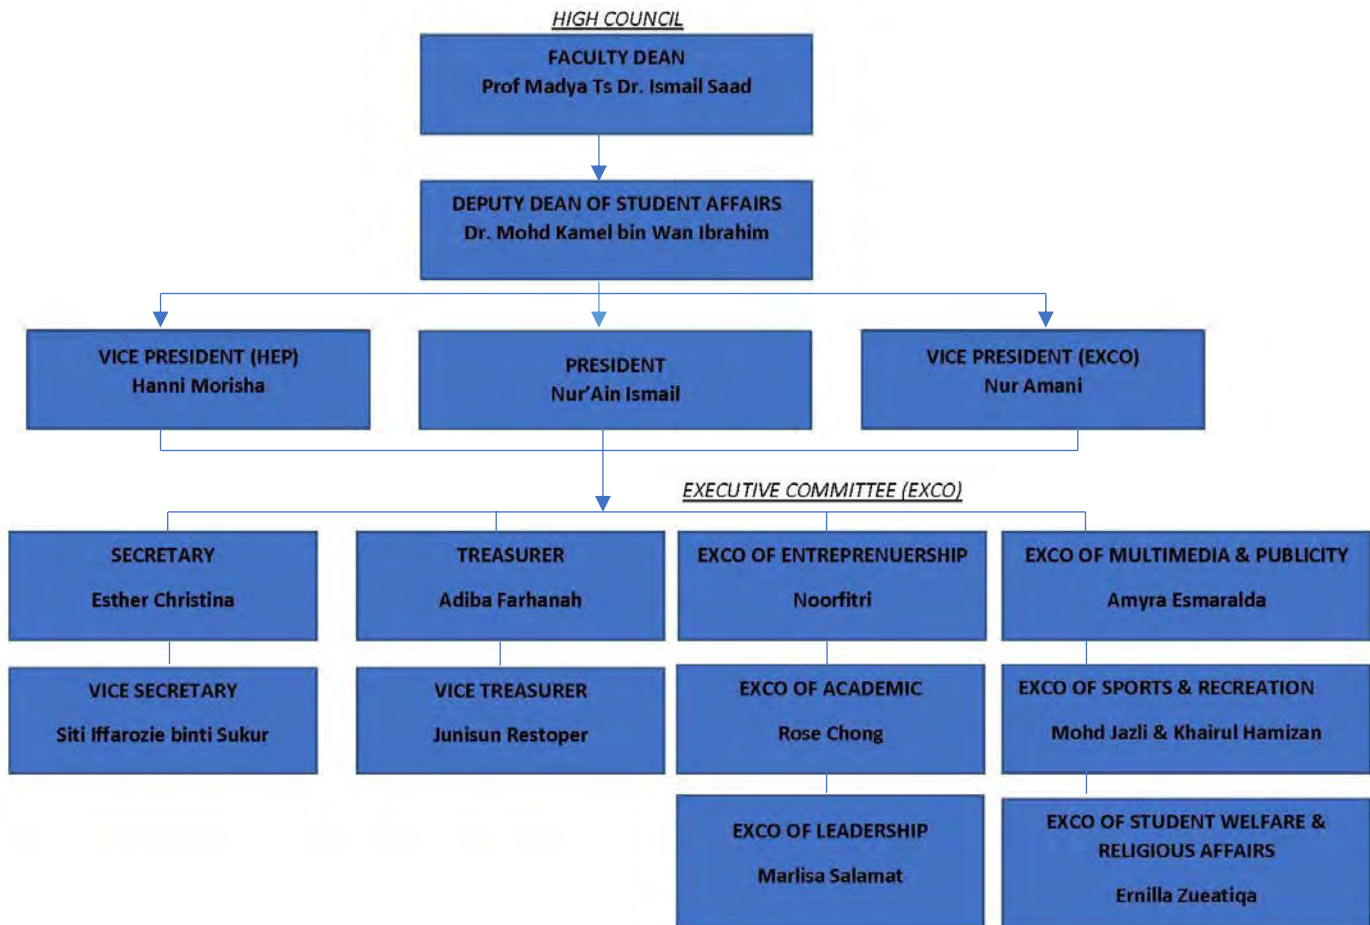 HIGH COUNCIL
FACULTY DEAN
Prof Madya Ts Dr. Ismail Saad
DEPUTY DEAN OF STUDENT AFFAIRS
Dr. Mohd Kamel bin Wan Ibrahim
VICE PRESIDENT (HEP)
Hanni Morisha
PRESIDENT
Nur'Ain Ismail
VICE PRESIDENT (EXCO)
Nur Amani
EXECUTIVE COMMITTEE (EXCO)
SECRETARY
Esther Christina
TREASURER
Adiba Farhanah
EXCO OF ENTREPRENUERSHIP
Noorfitri
EXCO OF MULTIMEDIA & PUBLICITY
Amyra Esmaralda
VICE SECRETARY
Siti Iffarozie binti Sukur
VICE TREASURER
Junisun Restoper
EXCO OF ACADEMIC
Rose Chong
EXCO OF SPORTS & RECREATION
Mohd Jazli & Khairul Hamizan
EXCO OF LEADERSHIP
Marlisa Salamat
EXCO OF STUDENT WELFARE &
RELIGIOUS AFFAIRS
Ernilla Zueatiqa